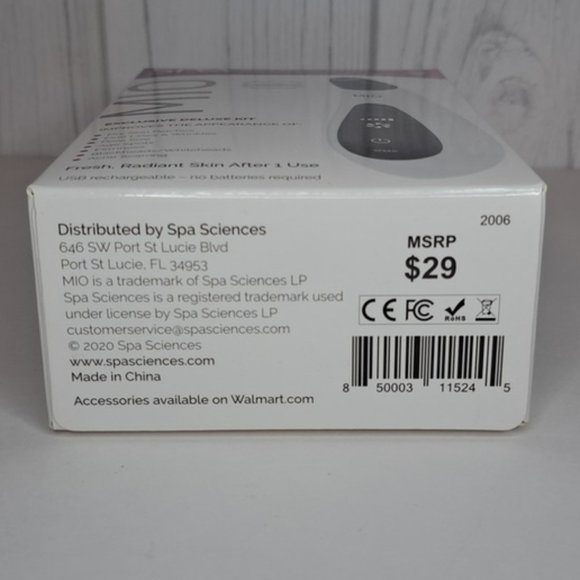 MIO
EXCLUSIVE DELUXE KIT
IMPROVES THE APPEARANCE OF:
Fresh, Radiant Skin After 1 Use
USB rechargeable – no batteries required
Distributed by Spa Sciences
646 SW Port St Lucie Blvd
Port St Lucie, FL 34953
MIO is a trademark of Spa Sciences LP
Spa Sciences is a registered trademark used
under license by Spa Sciences LP
customerservice@spasciences.com
© 2020 Spa Sciences
www.spasciences.com
Made in China
Accessories available on Walmart.com
2006
MSRP
$29
CE FC RoHS
8 50003 11524 5